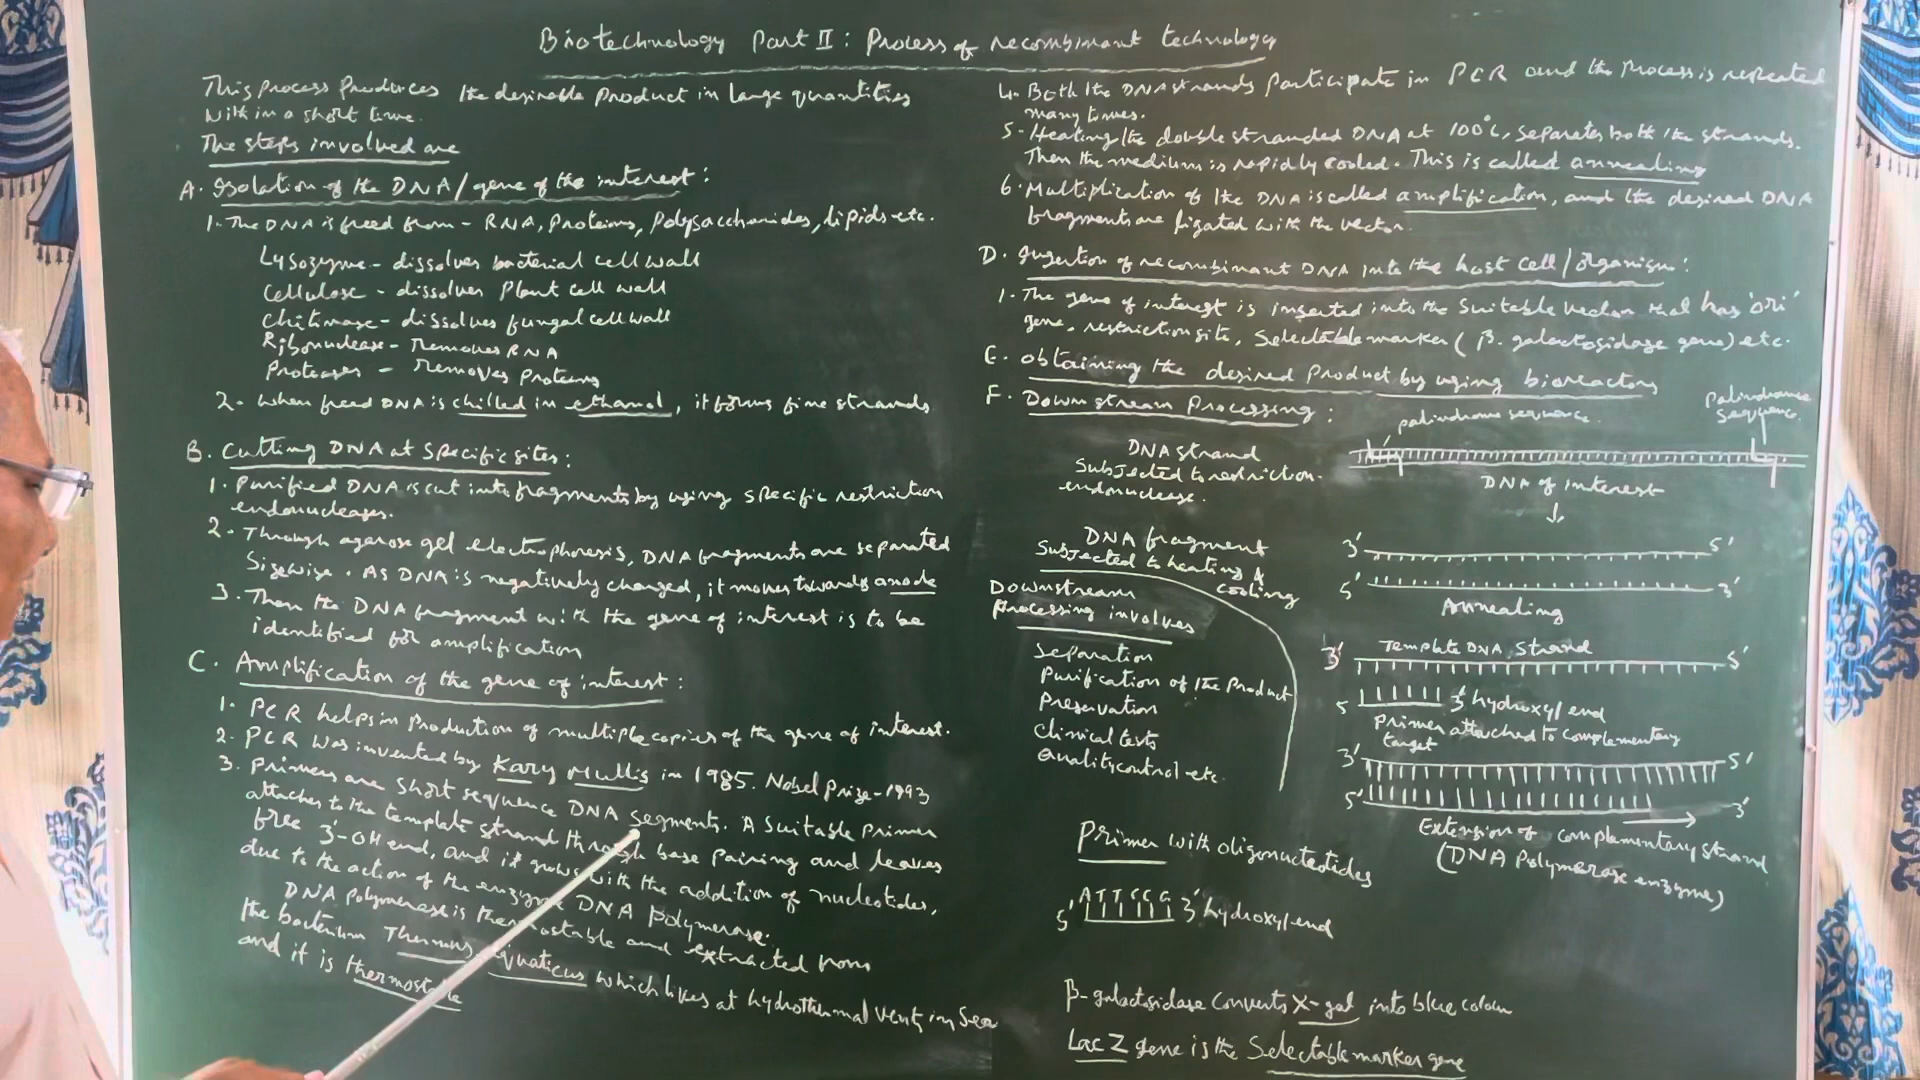 Biotechnology Part II: Process of recombinant technology
This process Produces the desirable product in large quantities
within a short time.
The steps involved are
A. Isolation of the DNA/gene of the interest:
1. The DNA is freed from - RNA, Proteins, Polysaccharides, lipids etc.
Lysozyme - dissolves bacterial cell wall
Cellulose - dissolves Plant cell wall
Chitinase - dissolves fungal cell wall
Ribonuclease - removes RNA
Proteases - removes Proteins
2. When freed DNA is chilled in ethanol, it forms fine strands
B. Cutting DNA at Specific sites:
1. Purified DNA is cut into fragments by using specific restriction
endonucleases.
2. Through agarose gel electrophoresis, DNA fragments are separated
Sizewise. As DNA is negatively charged, it moves towards anode
3. Then the DNA fragment with the gene of interest is to be
identified for amplification
C. Amplification of the gene of interest:
1. PCR helps in Production of multiple copies of the gene of interest.
2. PCR was invented by Kary Mullis in 1985. Nobel Prize-1993
3. Primers are short sequence DNA segments. A suitable primer
attaches to the template strand through base pairing and leaves
free 3'-OH end, and it grows with the addition of nucleotides,
due to the action of the enzyme DNA polymerase.
DNA polymerase is thermostable and extracted from
the bacterium Thermus aquaticus which lives at hydrothermal vent in Sea
and it is thermostable
4. Both the DNA strands participate in PCR and the Process is repeated
many times.
5. Heating the double stranded DNA at 100°C, separates both the strands.
Then the medium is rapidly cooled. This is called annealing
6. Multiplication of the DNA is called amplification, and the desired DNA
fragments are ligated with the vector.
D. Insertion of recombinant DNA into the host cell/organism:
1. The gene of interest is inserted into the suitable vector that has 'ori'
gene, restriction site, Selectable marker (β. galactosidase gene) etc.
E. obtaining the desired Product by using bioreactors
F. Downstream Processing:
palindrome sequence.
palindrome
sequence.
DNA strand
Subjected to restriction
endonuclease.
DNA of interest
DNA fragment
Subjected to heating &
cooling
3' 5'
5' 3'
Annealing
Downstream
Processing involves
Separation
Purification of the Product
Preservation
Clinical tests
Quality control etc.
Template DNA Strand
3' 5'
5 3' hydroxyl end
Primer attached to complementary
target
3' 5'
5' 3'
Extension of complementary strand
(DNA Polymerase enzyme)
Primer with oligonucleotides
ATTCCG
5' 3' hydroxyl end
β-galactosidase converts X-gal into blue colour
Lac Z gene is the Selectable marker gene